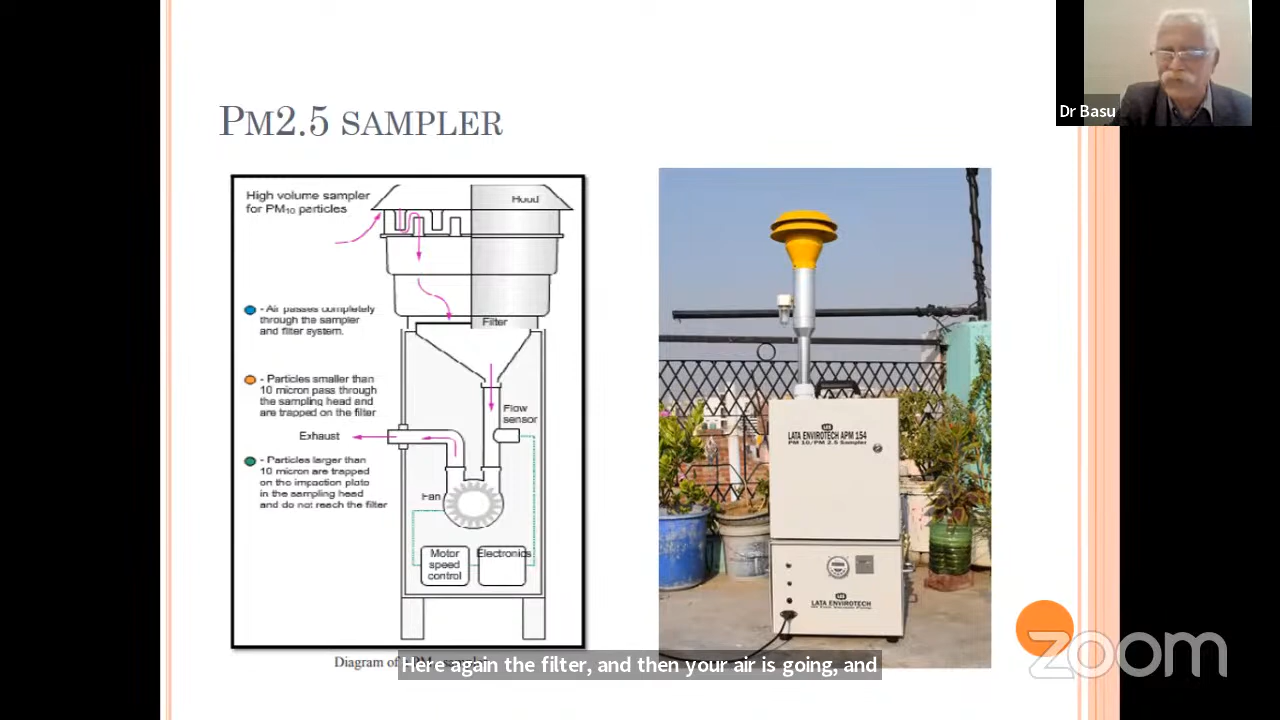 Dr Basu
PM2.5 SAMPLER
High volume sampler
for PM10 particles
Hood
- Air passes completely
through the sampler
and filter system.
Filter
- Particles smaller than
10 micron pass through
the sampling head and
are trapped on the filter
Flow
sensor
Exhaust
- Particles larger than
10 micron are trapped
on the impaction plate
in the sampling head
and do not reach the filter
Fan
Motor
speed
control
Electronics
LATA ENVIROTECH APM 154
PM 10/PM 2.5 Sampler
LATA ENVIROTECH
Diagram of
Here again the filter, and then your air is going, and
zoom